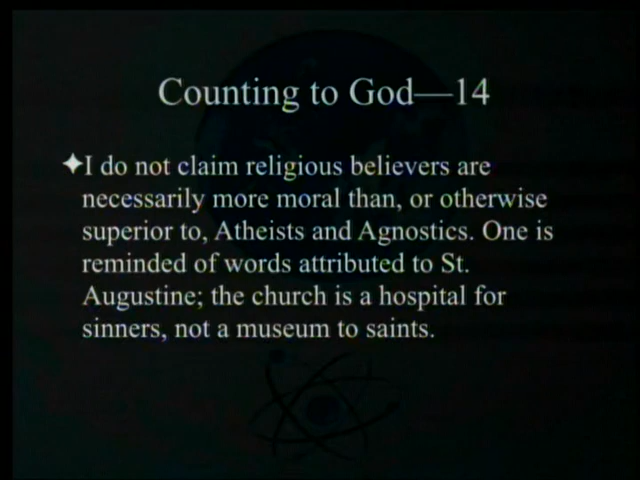 Counting to God—14
✦I do not claim religious believers are
necessarily more moral than, or otherwise
superior to, Atheists and Agnostics. One is
reminded of words attributed to St.
Augustine; the church is a hospital for
sinners, not a museum to saints.